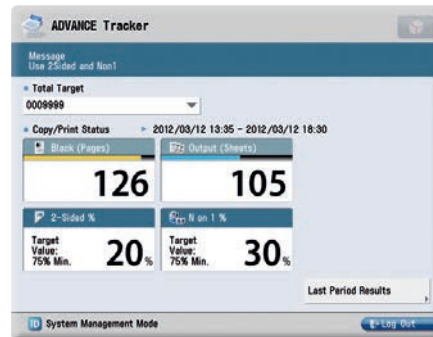 ADVANCE Tracker
Message
Use 2Sided and Non1
Total Target
0009999
Copy/Print Status 2012/03/12 13:35 - 2012/03/12 18:30
Black (Pages) Output (Sheets)
126 105
2-Sided % N on 1 %
Target
Value:
75% Min. 20%
Target
Value:
75% Min. 30%
Last Period Results
ID System Management Mode Log Out